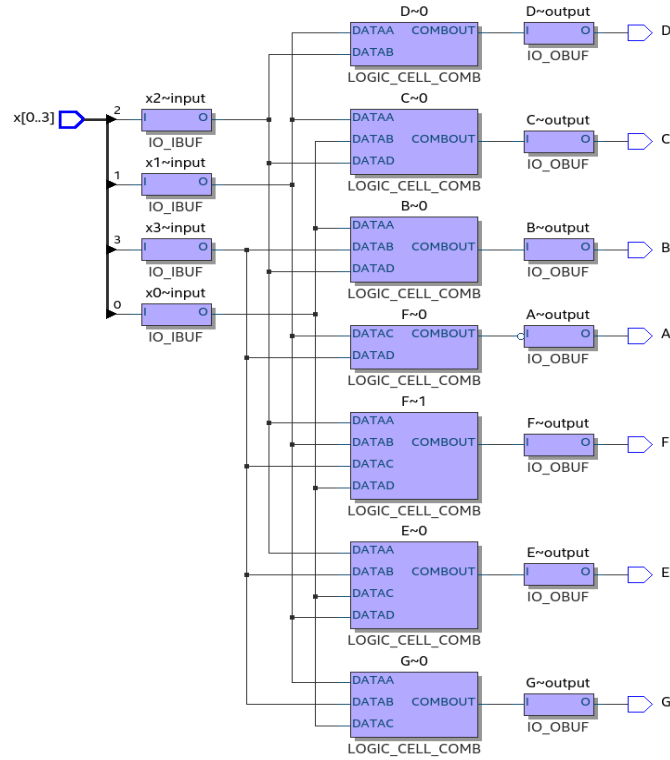 x[0..3]
2
x2~input
I O
IO_IBUF
1
x1~input
I O
IO_IBUF
3
x3~input
I O
IO_IBUF
0
x0~input
I O
IO_IBUF
D~0
DATAA COMBOUT
DATAB
LOGIC_CELL_COMB
D~output
I O
IO_OBUF
D
C~0
DATAA
DATAB COMBOUT
DATAD
LOGIC_CELL_COMB
C~output
I O
IO_OBUF
C
B~0
DATAA
DATAB COMBOUT
DATAD
LOGIC_CELL_COMB
B~output
I O
IO_OBUF
B
F~0
DATAC COMBOUT
DATAD
LOGIC_CELL_COMB
A~output
I O
IO_OBUF
A
F~1
DATAA
DATAB COMBOUT
DATAC
DATAD
LOGIC_CELL_COMB
F~output
I O
IO_OBUF
F
E~0
DATAA
DATAB COMBOUT
DATAC
DATAD
LOGIC_CELL_COMB
E~output
I O
IO_OBUF
E
G~0
DATAA
DATAB COMBOUT
DATAC
LOGIC_CELL_COMB
G~output
I O
IO_OBUF
G